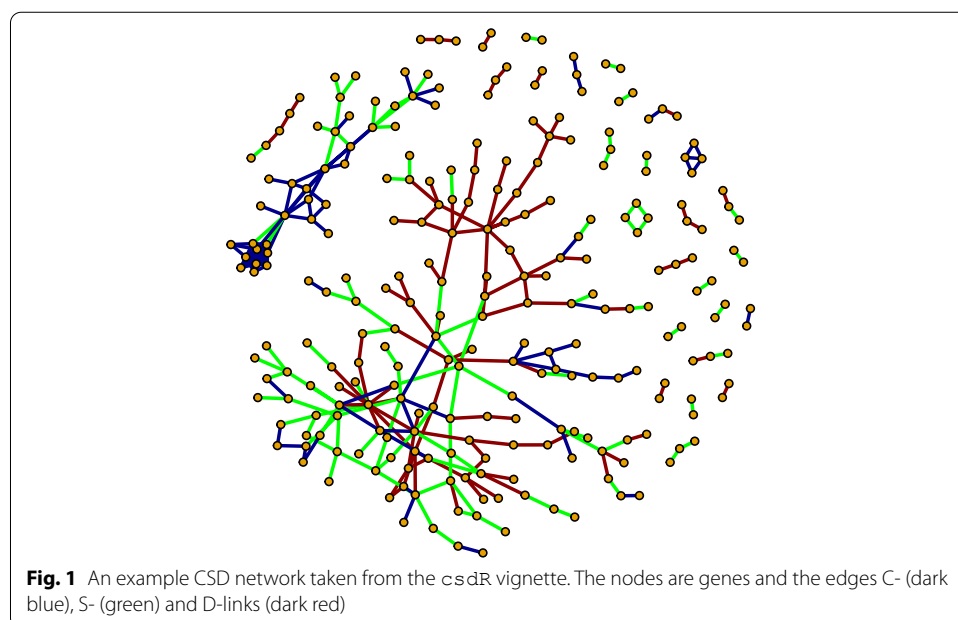 Fig. 1 An example CSD network taken from the csdR vignette. The nodes are genes and the edges C- (dark
blue), S- (green) and D-links (dark red)